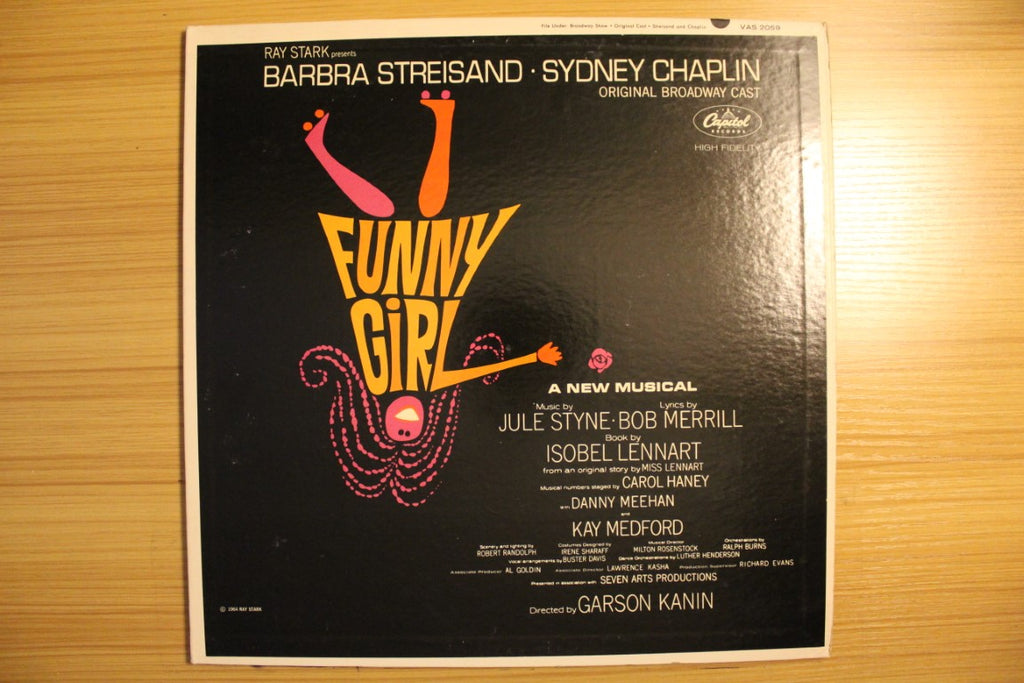 File Under: Broadway Show • Original Cast • Streisand and Chaplin VAS 2059
RAY STARK presents
BARBRA STREISAND · SYDNEY CHAPLIN
ORIGINAL BROADWAY CAST
Capitol
RECORDS
HIGH FIDELITY
FUNNY
GiRL
A NEW MUSICAL
Music by Lyrics by
JULE STYNE · BOB MERRILL
Book by
ISOBEL LENNART
from an original story by MISS LENNART
Musical numbers staged by CAROL HANEY
with DANNY MEEHAN
and
KAY MEDFORD
Scenery and lighting by Costumes Designed by Musical Director Orchestrations by
ROBERT RANDOLPH IRENE SHARAFF MILTON ROSENSTOCK RALPH BURNS
Vocal arrangements by BUSTER DAVIS Dance Orchestrations by LUTHER HENDERSON
Associate Producer AL GOLDIN Associate Director LAWRENCE KASHA Production Supervisor RICHARD EVANS
Presented in association with SEVEN ARTS PRODUCTIONS
Directed by GARSON KANIN
© 1964 RAY STARK